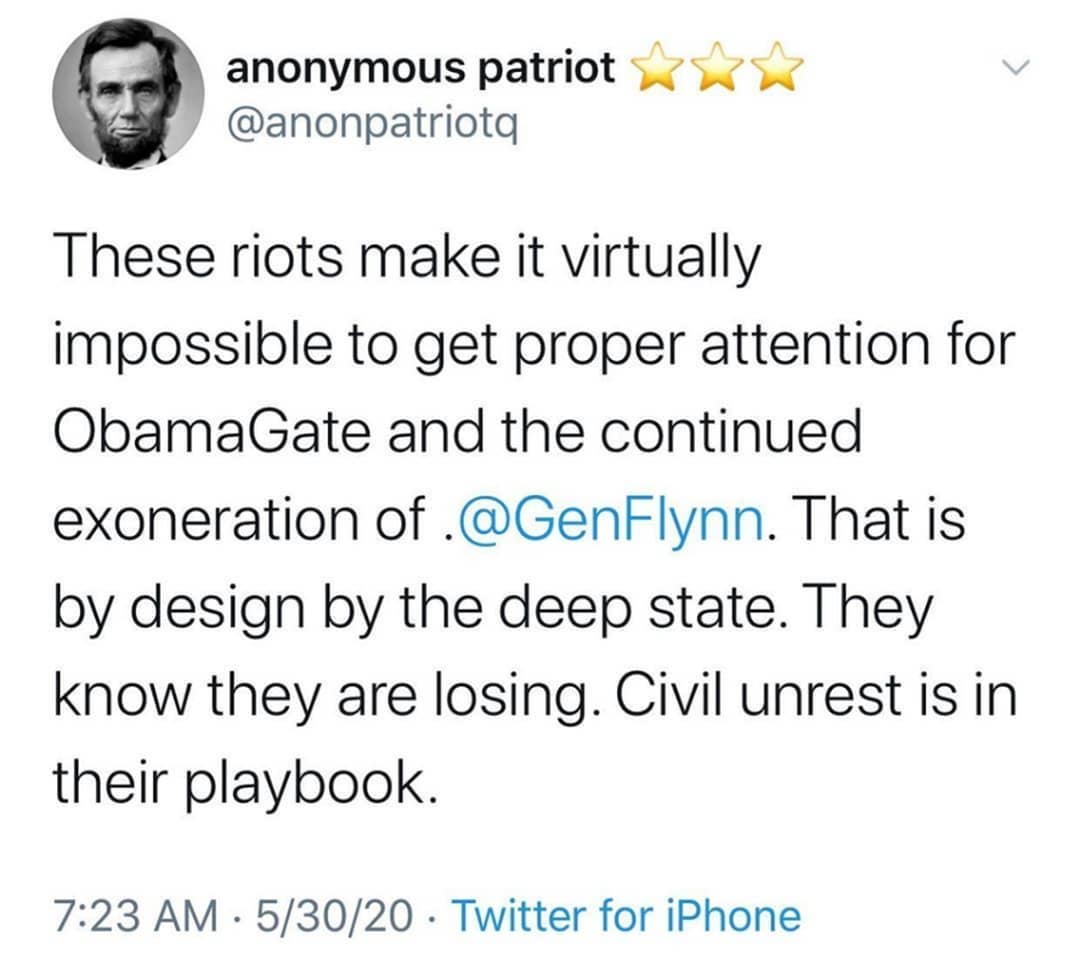 anonymous patriot ⭐⭐⭐
@anonpatriotq
These riots make it virtually
impossible to get proper attention for
ObamaGate and the continued
exoneration of .@GenFlynn. That is
by design by the deep state. They
know they are losing. Civil unrest is in
their playbook.
7:23 AM · 5/30/20 · Twitter for iPhone